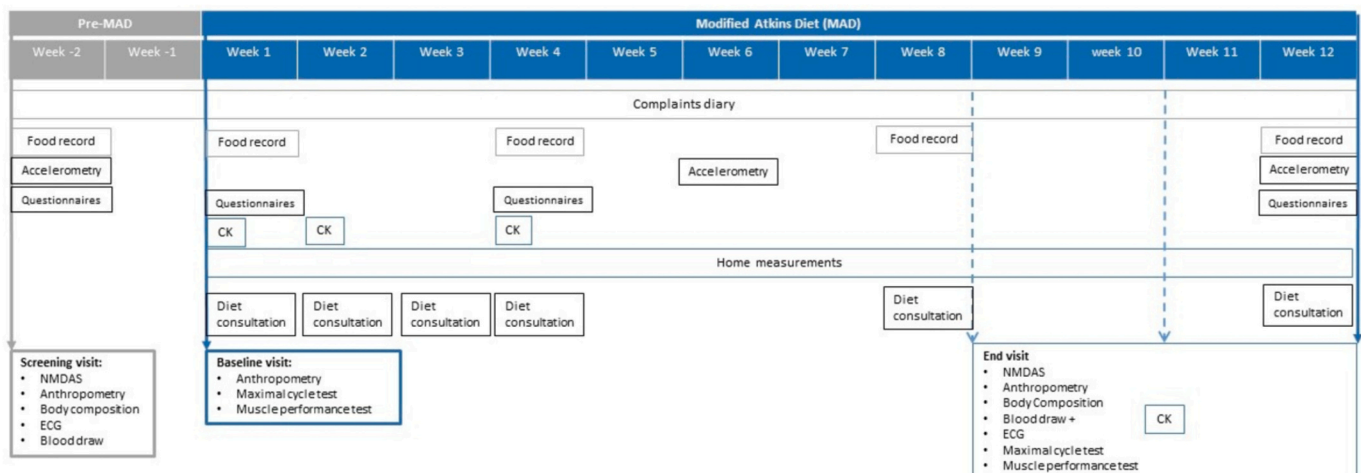 Pre-MAD Modified Atkins Diet (MAD)
Week -2 Week -1 Week 1 Week 2 Week 3 Week 4 Week 5 Week 6 Week 7 Week 8 Week 9 week 10 Week 11 Week 12
Complaints diary
Food record Food record Food record Food record Food record
Accelerometry Accelerometry Accelerometry
Questionnaires Questionnaires Questionnaires Questionnaires
CK CK CK
Home measurements
Diet Diet Diet Diet Diet Diet
consultation consultation consultation consultation consultation consultation
Screening visit:
• NMDAS
• Anthropometry
• Body composition
• ECG
• Blood draw
Baseline visit:
• Anthropometry
• Maximal cycle test
• Muscle performance test
End visit
• NMDAS
• Anthropometry
• Body Composition
• Blood draw + CK
• ECG
• Maximal cycle test
• Muscle performance test